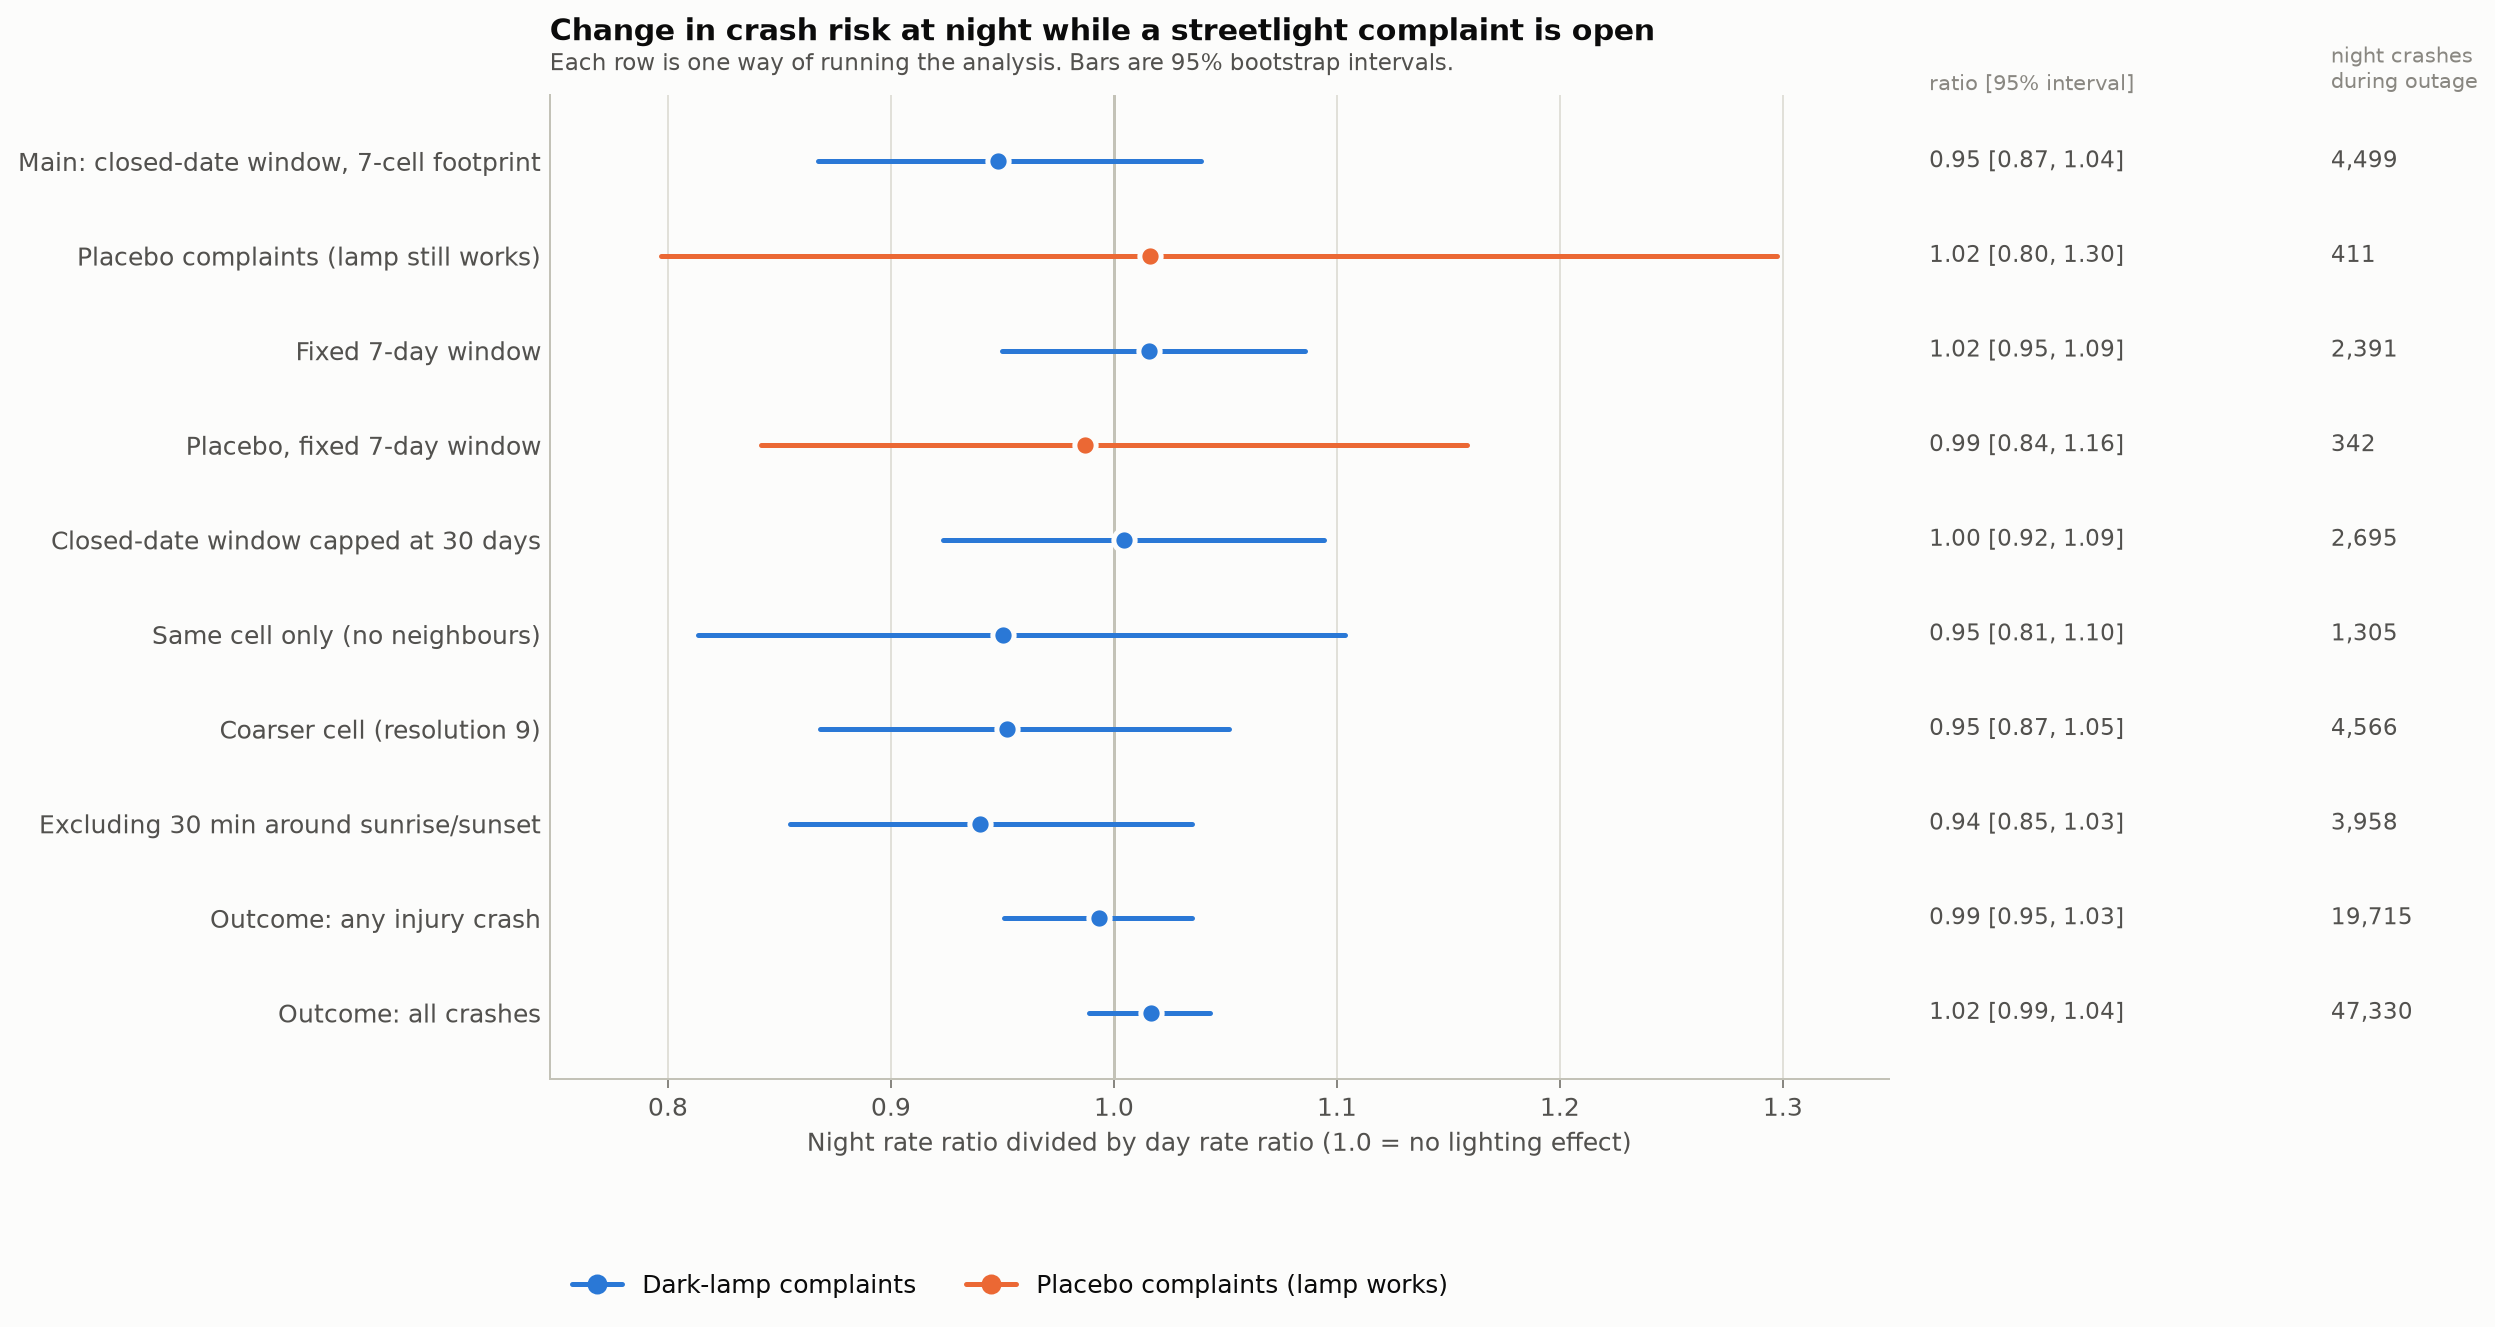 Change in crash risk at night while a streetlight complaint is open
Each row is one way of running the analysis. Bars are 95% bootstrap intervals.
ratio [95% interval]
night crashes
during outage
Main: closed-date window, 7-cell footprint
0.95 [0.87, 1.04]
4,499
Placebo complaints (lamp still works)
1.02 [0.80, 1.30]
411
Fixed 7-day window
1.02 [0.95, 1.09]
2,391
Placebo, fixed 7-day window
0.99 [0.84, 1.16]
342
Closed-date window capped at 30 days
1.00 [0.92, 1.09]
2,695
Same cell only (no neighbours)
0.95 [0.81, 1.10]
1,305
Coarser cell (resolution 9)
0.95 [0.87, 1.05]
4,566
Excluding 30 min around sunrise/sunset
0.94 [0.85, 1.03]
3,958
Outcome: any injury crash
0.99 [0.95, 1.03]
19,715
Outcome: all crashes
1.02 [0.99, 1.04]
47,330
0.8 0.9 1.0 1.1 1.2 1.3
Night rate ratio divided by day rate ratio (1.0 = no lighting effect)
Dark-lamp complaints
Placebo complaints (lamp works)